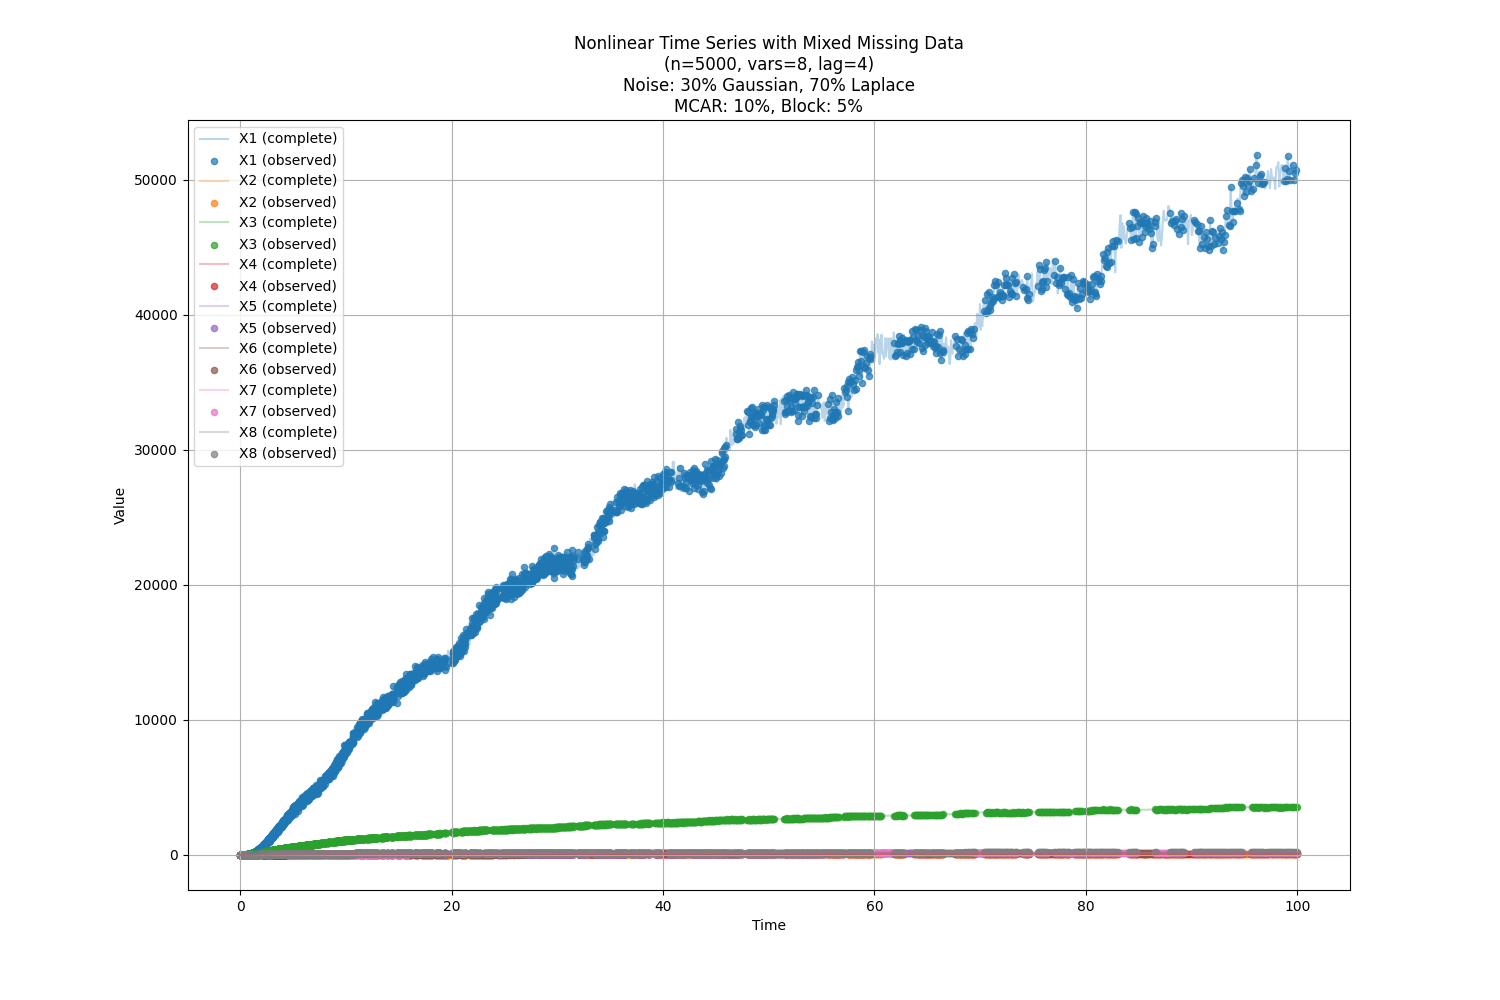 Nonlinear Time Series with Mixed Missing Data
(n=5000, vars=8, lag=4)
Noise: 30% Gaussian, 70% Laplace
MCAR: 10%, Block: 5%
X1 (complete)
X1 (observed)
X2 (complete)
X2 (observed)
X3 (complete)
X3 (observed)
X4 (complete)
X4 (observed)
X5 (complete)
X5 (observed)
X6 (complete)
X6 (observed)
X7 (complete)
X7 (observed)
X8 (complete)
X8 (observed)
50000
40000
30000
20000
10000
0
Value
0 20 40 60 80 100
Time